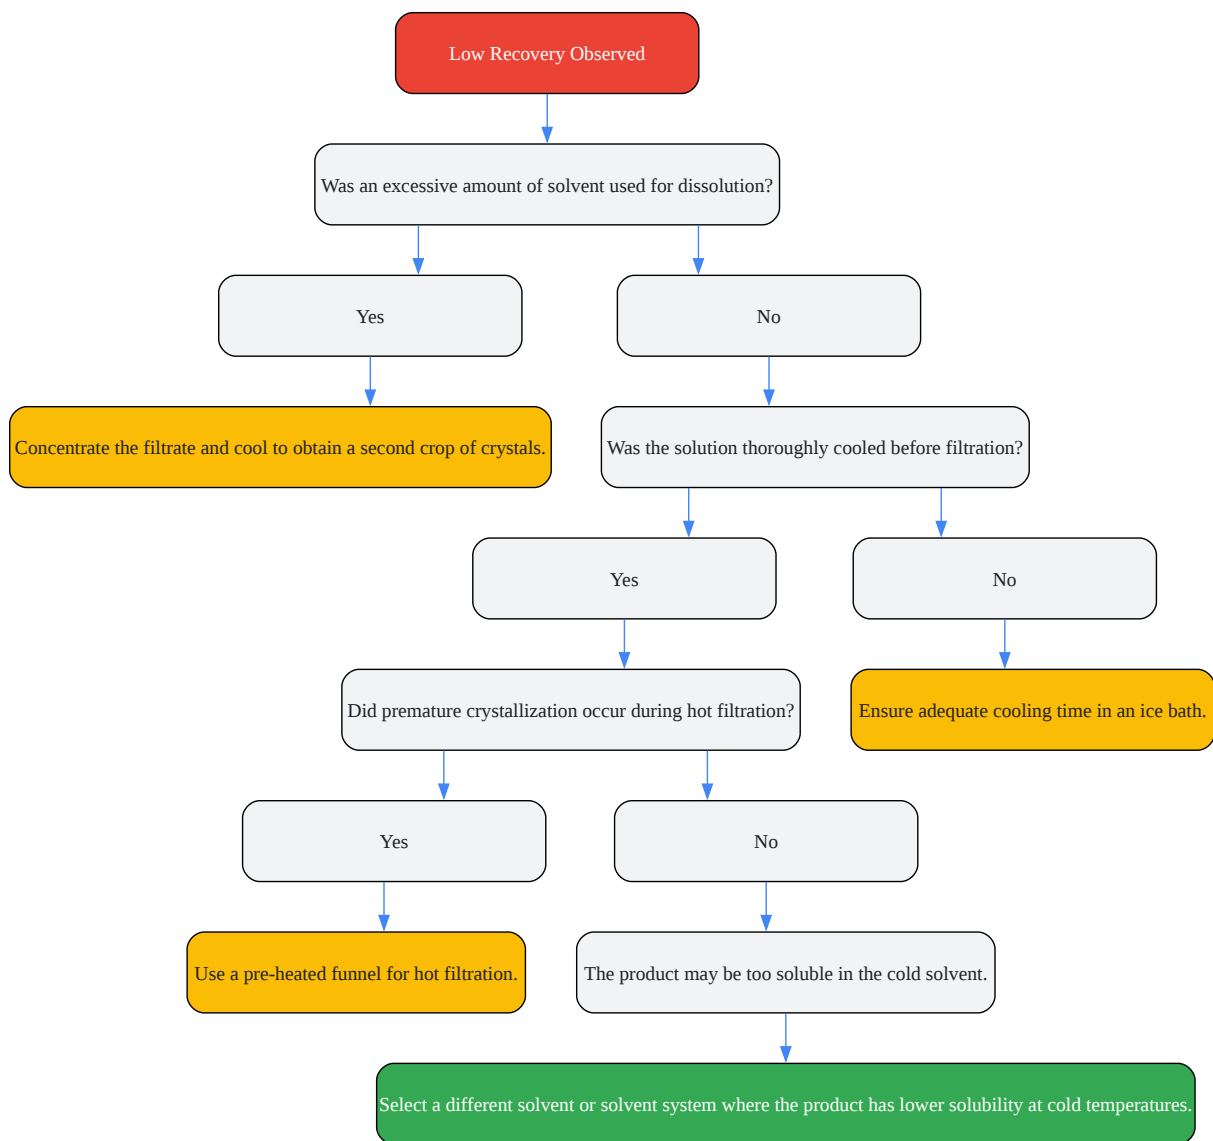 Low Recovery Observed
Was an excessive amount of solvent used for dissolution?
Yes
No
Concentrate the filtrate and cool to obtain a second crop of crystals.
Was the solution thoroughly cooled before filtration?
Yes
No
Did premature crystallization occur during hot filtration?
Ensure adequate cooling time in an ice bath.
Yes
No
Use a pre-heated funnel for hot filtration.
The product may be too soluble in the cold solvent.
Select a different solvent or solvent system where the product has lower solubility at cold temperatures.